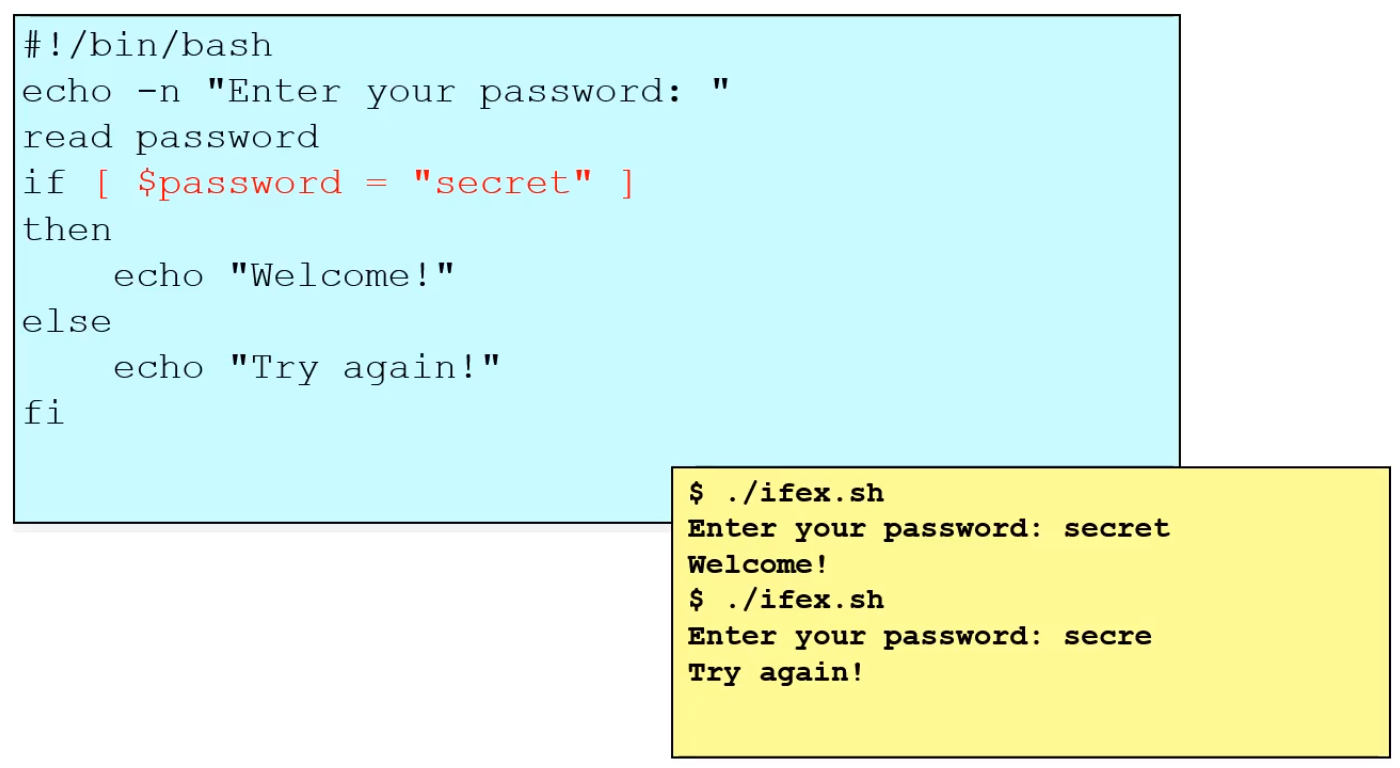 #!/bin/bash
echo -n "Enter your password: "
read password
if [ $password = "secret" ]
then
    echo "Welcome!"
else
    echo "Try again!"
fi
$ ./ifex.sh
Enter your password: secret
Welcome!
$ ./ifex.sh
Enter your password: secre
Try again!